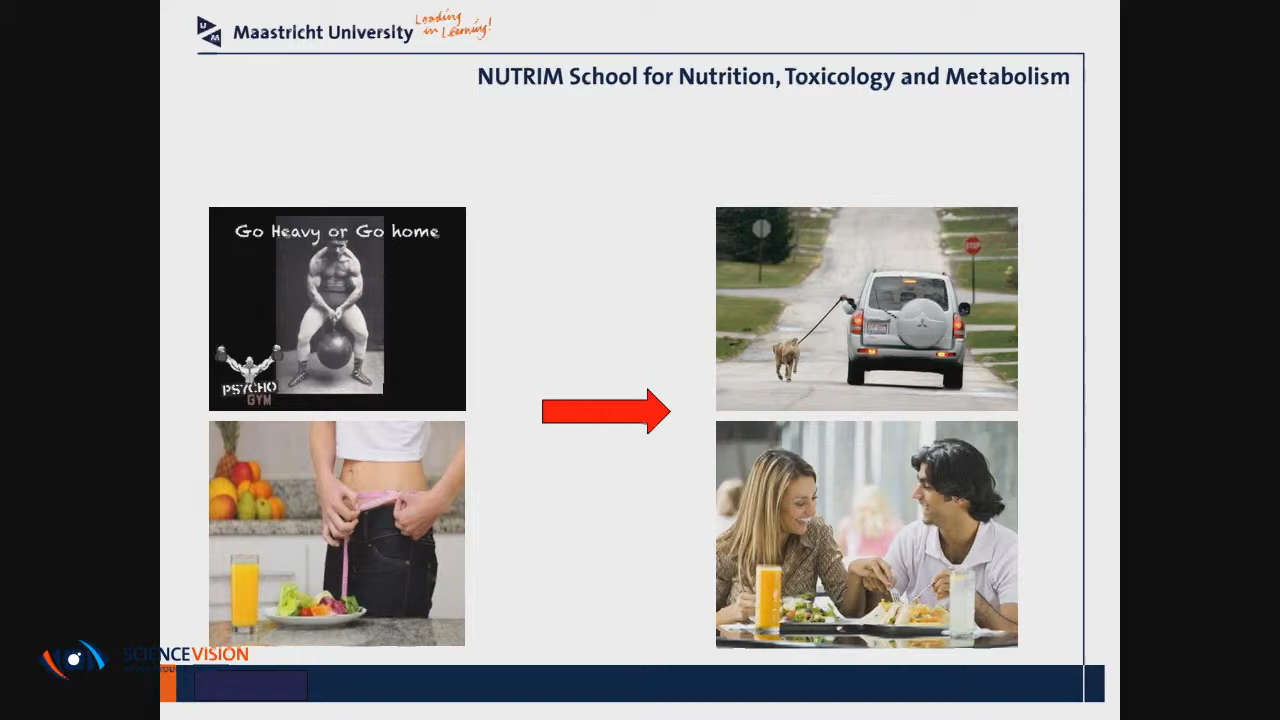 Maastricht University
Leading
in Learning!
NUTRIM School for Nutrition, Toxicology and Metabolism
Go Heavy or Go home
PSYCHO
GYM
STOP
SCIENCEVISION